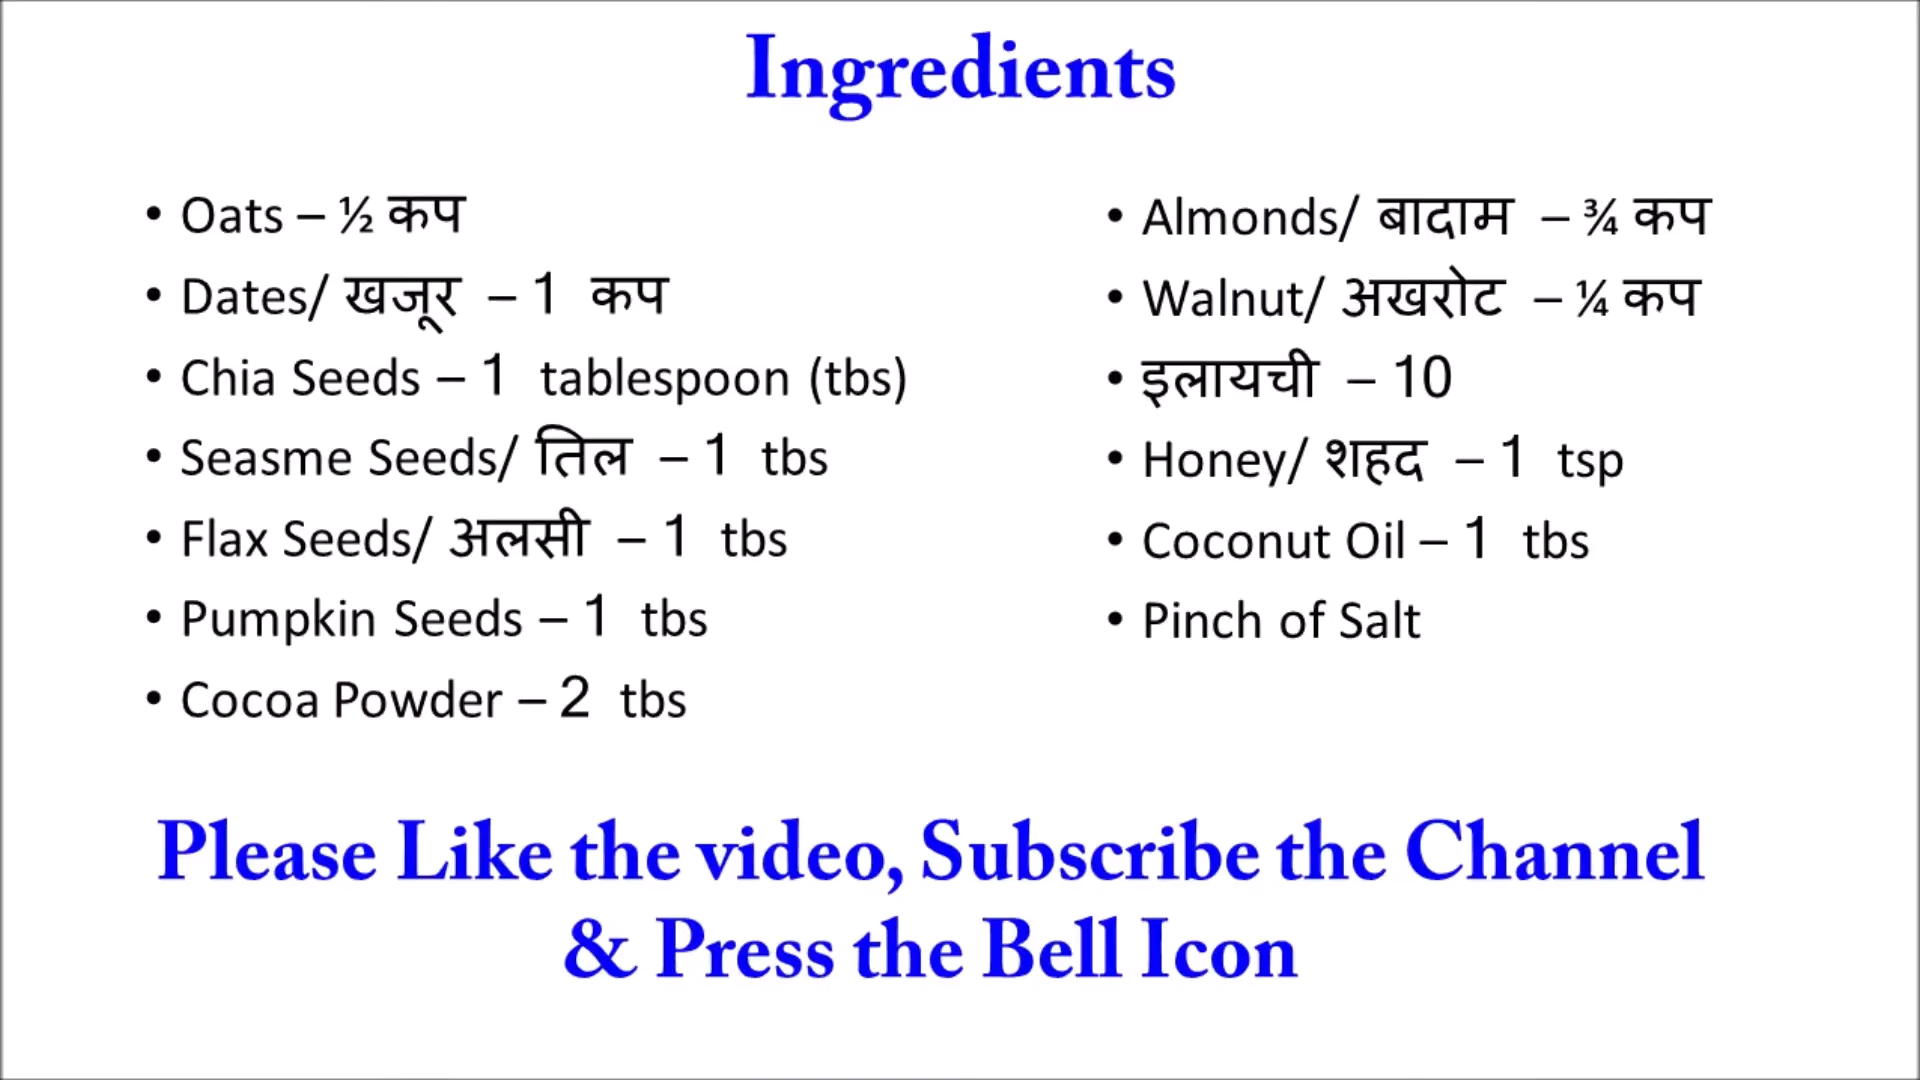 Ingredients
• Oats – ½ कप
• Dates/ खजूर – 1 कप
• Chia Seeds – 1 tablespoon (tbs)
• Seasme Seeds/ तिल – 1 tbs
• Flax Seeds/ अलसी – 1 tbs
• Pumpkin Seeds – 1 tbs
• Cocoa Powder – 2 tbs
• Almonds/ बादाम – ¾ कप
• Walnut/ अखरोट – ¼ कप
• इलायची – 10
• Honey/ शहद – 1 tsp
• Coconut Oil – 1 tbs
• Pinch of Salt
Please Like the video, Subscribe the Channel
& Press the Bell Icon